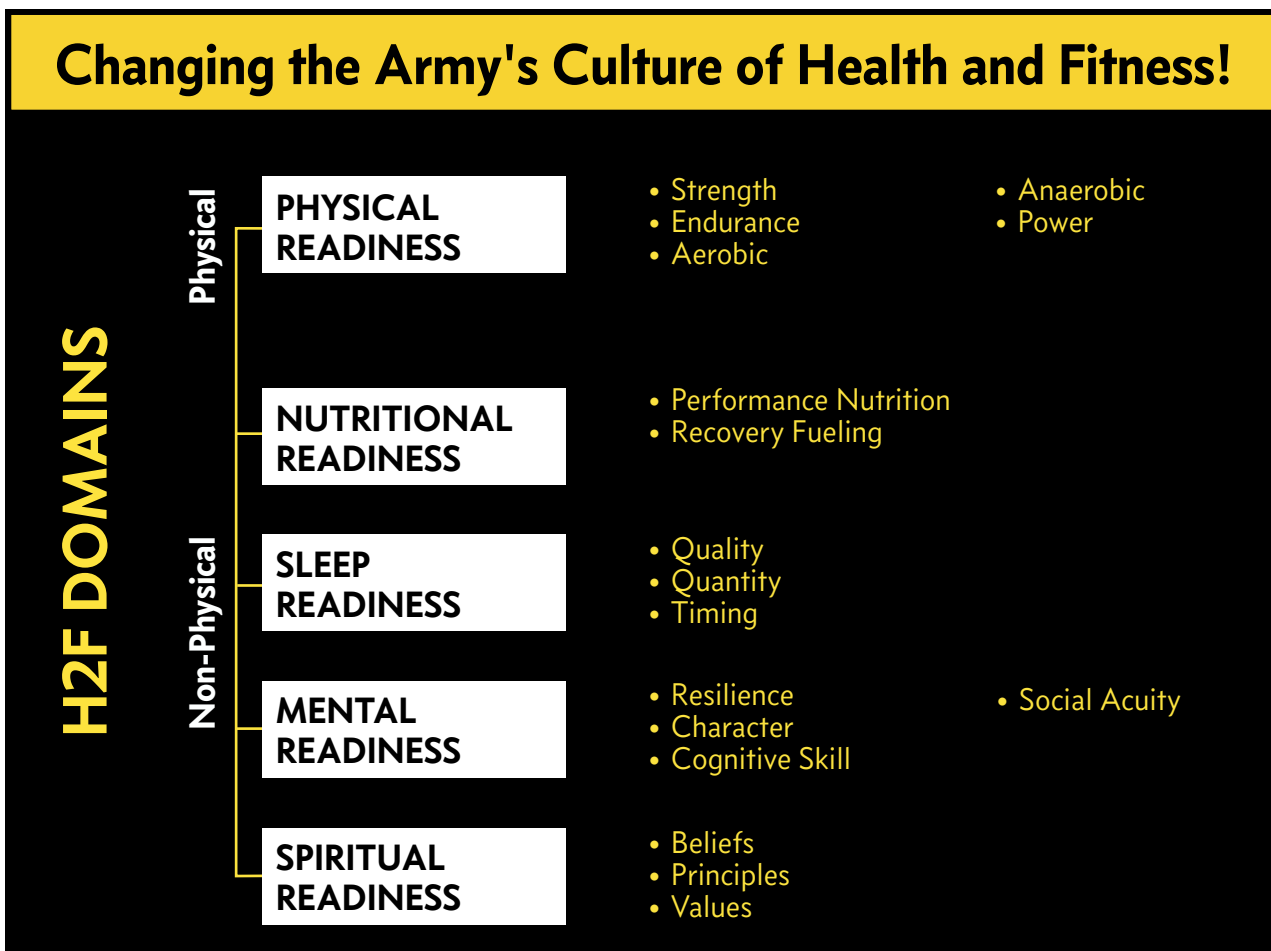 Changing the Army's Culture of Health and Fitness!
H2F DOMAINS
Physical
PHYSICAL
READINESS
• Strength
• Endurance
• Aerobic
• Anaerobic
• Power
Non-Physical
NUTRITIONAL
READINESS
• Performance Nutrition
• Recovery Fueling
SLEEP
READINESS
• Quality
• Quantity
• Timing
MENTAL
READINESS
• Resilience
• Character
• Cognitive Skill
• Social Acuity
SPIRITUAL
READINESS
• Beliefs
• Principles
• Values